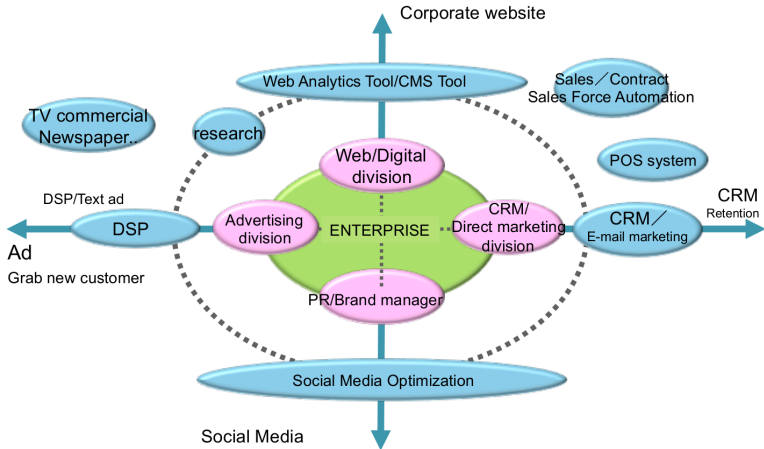 Corporate website
Web Analytics Tool/CMS Tool
Sales／Contract
Sales Force Automation
TV commercial
Newspaper..
research
Web/Digital
division
POS system
DSP/Text ad
CRM
Retention
DSP
Advertising
division
ENTERPRISE
CRM/
Direct marketing
division
CRM／
E-mail marketing
Ad
Grab new customer
PR/Brand manager
Social Media Optimization
Social Media